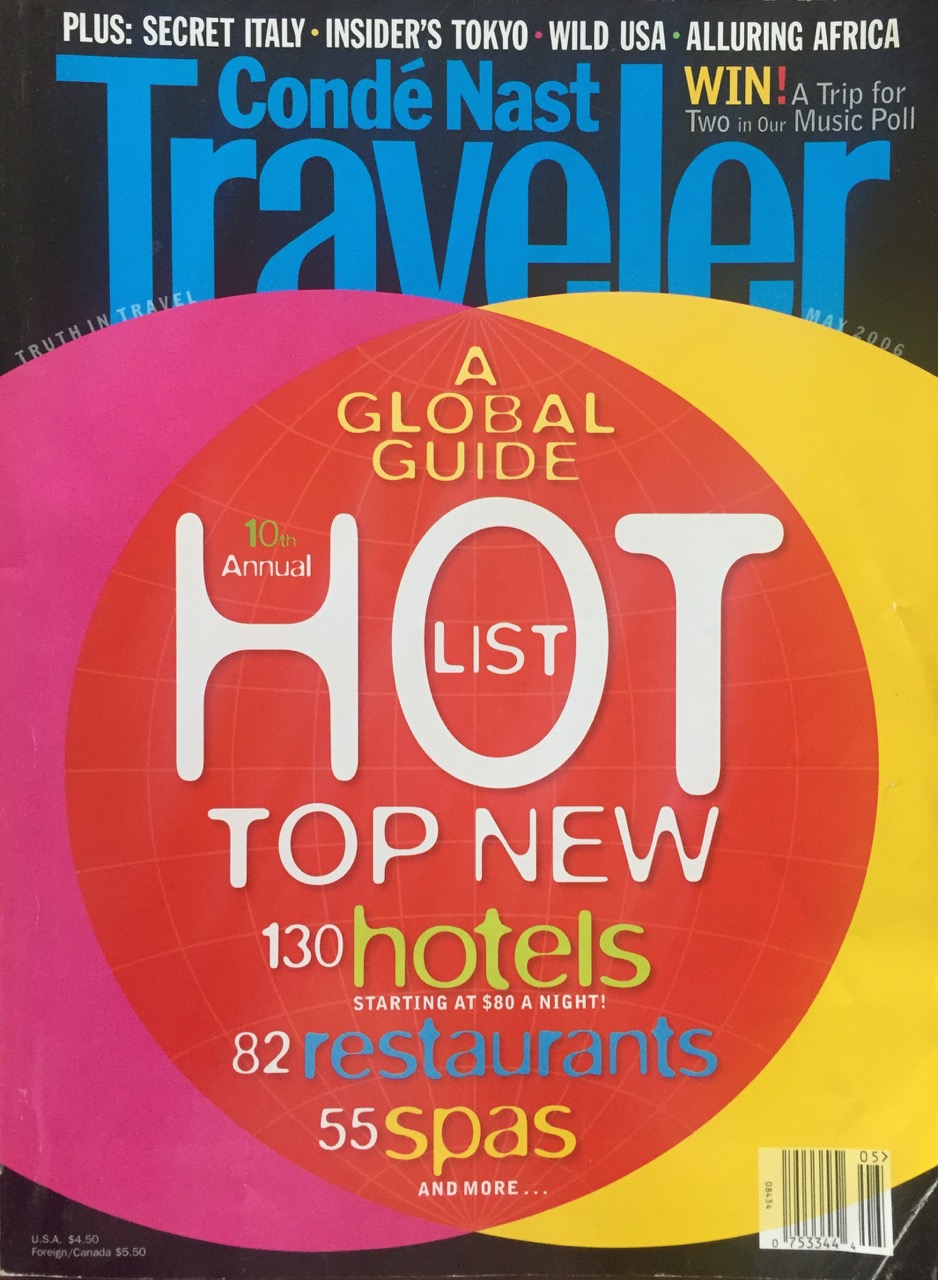 PLUS: SECRET ITALY • INSIDER'S TOKYO • WILD USA • ALLURING AFRICA
Condé Nast
Traveler
WIN! A Trip for
Two in Our Music Poll
TRUTH IN TRAVEL
MAY 2006
A
GLOBAL
GUIDE
10th
Annual
HOT
LIST
TOP NEW
130 hotels
STARTING AT $80 A NIGHT!
82 restaurants
55 spas
AND MORE...
U.S.A. $4.50
Foreign/Canada $5.50
05>
08434
0 753344 4